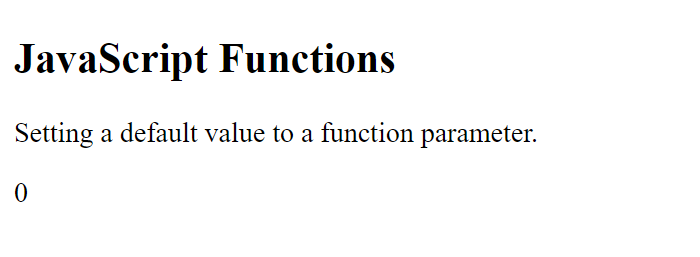 JavaScript Functions
Setting a default value to a function parameter.
0